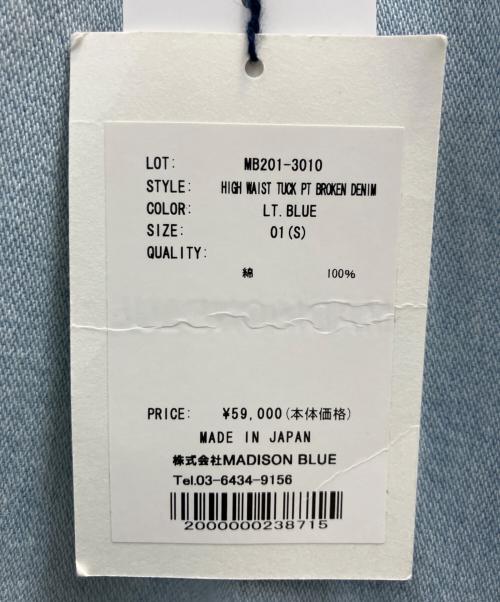 LOT: MB201-3010
STYLE: HIGH WAIST TUCK PT BROKEN DENIM
COLOR: LT.BLUE
SIZE: 01(S)
QUALITY:
綿 100%
PRICE: ¥59,000(本体価格)
MADE IN JAPAN
株式会社MADISON BLUE
Tel.03-6434-9156
2000000238715